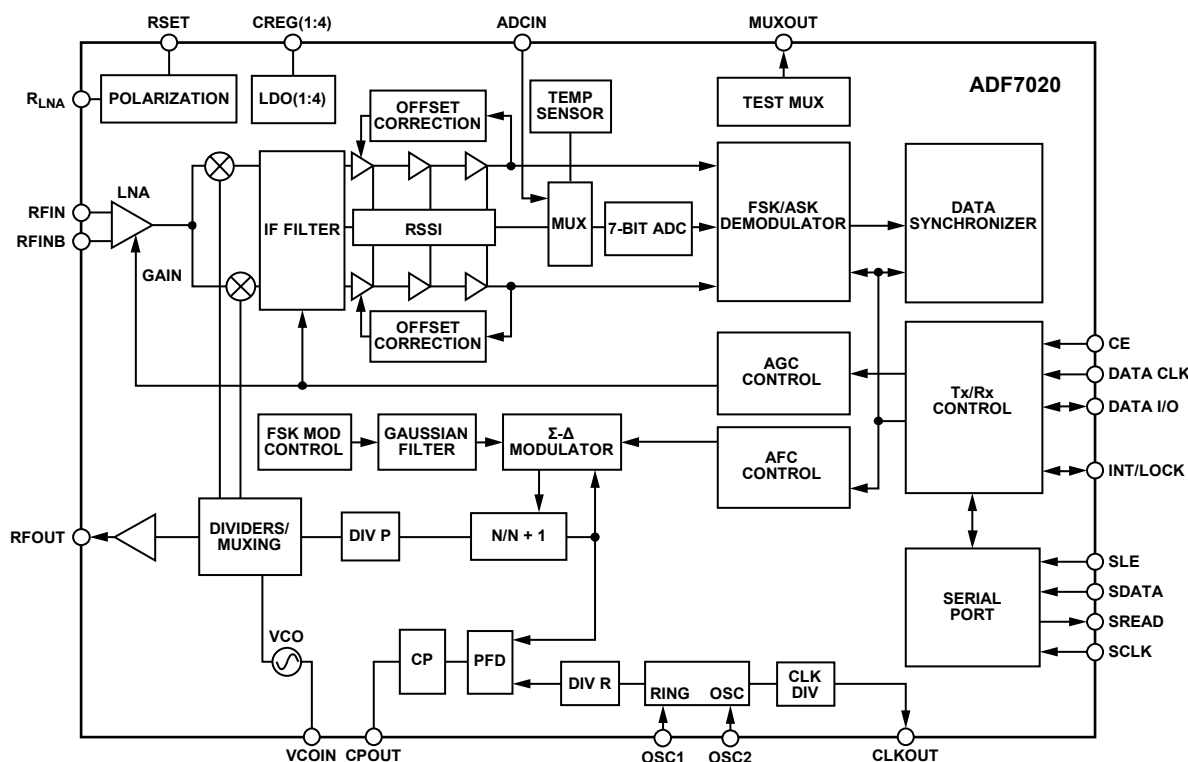 RSET
CREG(1:4)
ADCIN
MUXOUT
ADF7020
R_LNA
POLARIZATION
LDO(1:4)
OFFSET
CORRECTION
TEMP
SENSOR
TEST MUX
LNA
RFIN
RFINB
GAIN
IF FILTER
RSSI
MUX
7-BIT ADC
FSK/ASK
DEMODULATOR
DATA
SYNCHRONIZER
OFFSET
CORRECTION
AGC
CONTROL
Tx/Rx
CONTROL
CE
DATA CLK
DATA I/O
INT/LOCK
FSK MOD
CONTROL
GAUSSIAN
FILTER
Σ-Δ
MODULATOR
AFC
CONTROL
RFOUT
DIVIDERS/
MUXING
DIV P
N/N + 1
SERIAL
PORT
SLE
SDATA
SREAD
SCLK
VCO
CP
PFD
DIV R
RING
OSC
CLK
DIV
VCOIN
CPOUT
OSC1
OSC2
CLKOUT